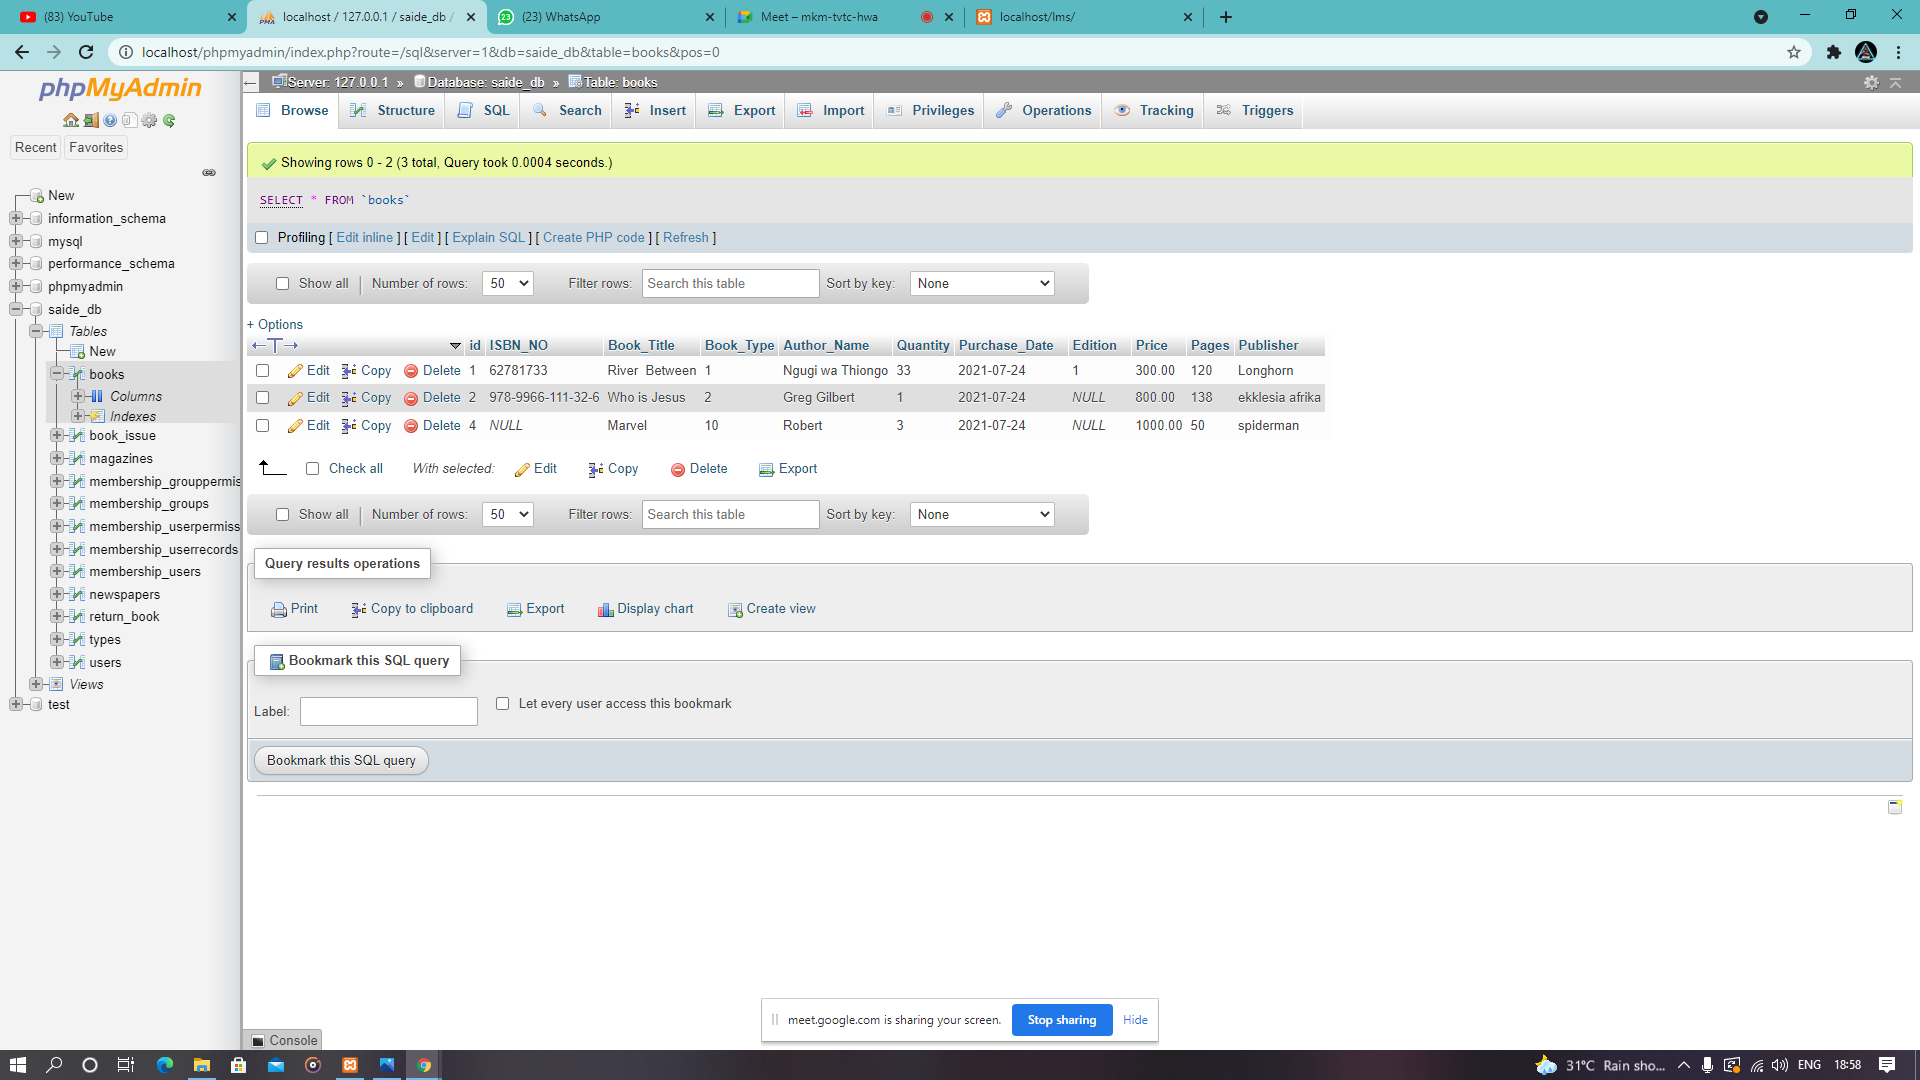 (83) YouTube
localhost / 127.0.0.1 / saide_db /
(23) WhatsApp
Meet – mkm-tvtc-hwa
localhost/lms/
localhost/phpmyadmin/index.php?route=/sql&server=1&db=saide_db&table=books&pos=0
phpMyAdmin
Recent
Favorites
New
information_schema
mysql
performance_schema
phpmyadmin
saide_db
Tables
New
books
Columns
Indexes
book_issue
magazines
membership_grouppermis
membership_groups
membership_userpermiss
membership_userrecords
membership_users
newspapers
return_book
types
users
Views
test
Server: 127.0.0.1 » Database: saide_db » Table: books
Browse Structure SQL Search Insert Export Import Privileges Operations Tracking Triggers
Showing rows 0 - 2 (3 total, Query took 0.0004 seconds.)
SELECT * FROM `books`
Profiling [ Edit inline ] [ Edit ] [ Explain SQL ] [ Create PHP code ] [ Refresh ]
Show all Number of rows: 50 Filter rows: Search this table Sort by key: None
+ Options
id ISBN_NO Book_Title Book_Type Author_Name Quantity Purchase_Date Edition Price Pages Publisher
Edit Copy Delete 1 62781733 River Between 1 Ngugi wa Thiongo 33 2021-07-24 1 300.00 120 Longhorn
Edit Copy Delete 2 978-9966-111-32-6 Who is Jesus 2 Greg Gilbert 1 2021-07-24 NULL 800.00 138 ekklesia afrika
Edit Copy Delete 4 NULL Marvel 10 Robert 3 2021-07-24 NULL 1000.00 50 spiderman
Check all With selected: Edit Copy Delete Export
Show all Number of rows: 50 Filter rows: Search this table Sort by key: None
Query results operations
Print Copy to clipboard Export Display chart Create view
Bookmark this SQL query
Label: Let every user access this bookmark
Bookmark this SQL query
meet.google.com is sharing your screen. Stop sharing Hide
Console
31°C Rain sho... ENG 18:58